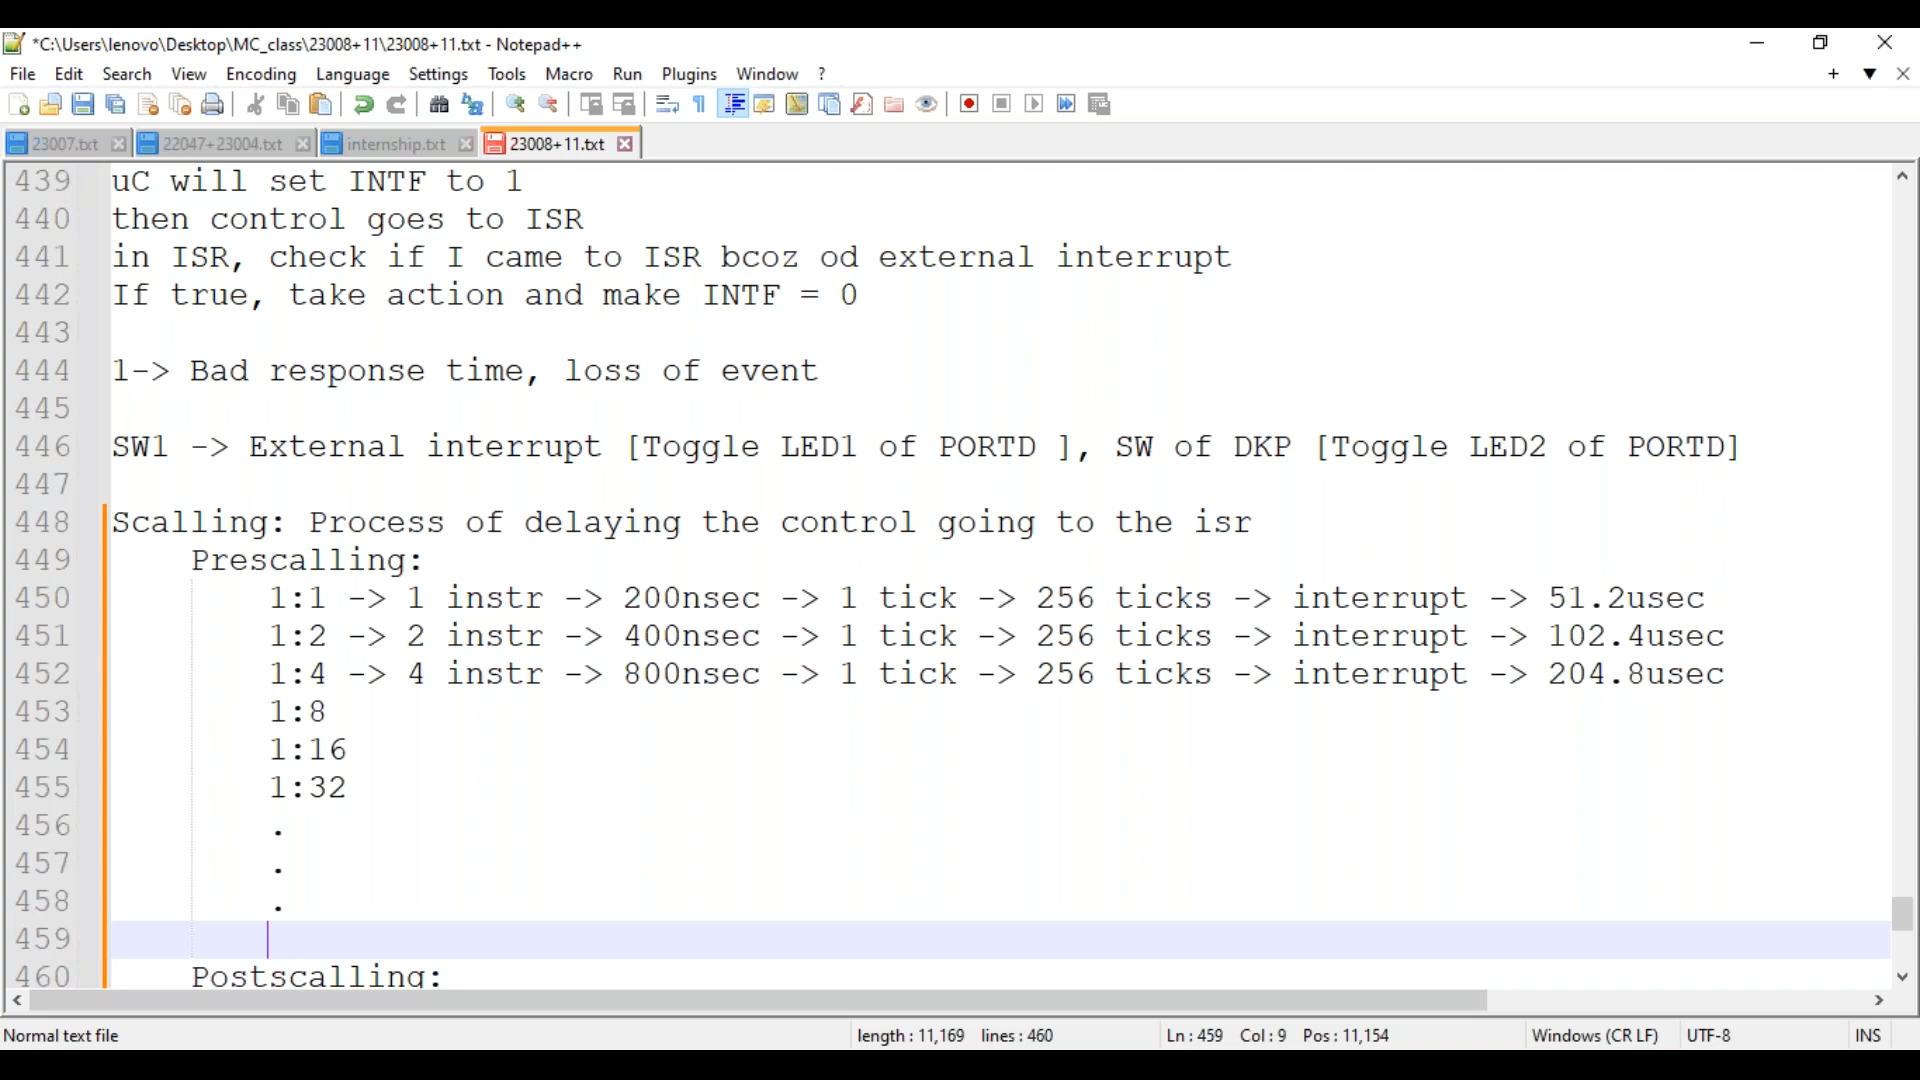 *C:\Users\lenovo\Desktop\MC_class\23008+11\23008+11.txt - Notepad++
File Edit Search View Encoding Language Settings Tools Macro Run Plugins Window ?
23007.txt 22047+23004.txt internship.txt 23008+11.txt
439 uC will set INTF to 1
440 then control goes to ISR
441 in ISR, check if I came to ISR bcoz od external interrupt
442 If true, take action and make INTF = 0
443
444 1-> Bad response time, loss of event
445
446 SW1 -> External interrupt [Toggle LED1 of PORTD ], SW of DKP [Toggle LED2 of PORTD]
447
448 Scalling: Process of delaying the control going to the isr
449 Prescalling:
450 1:1 -> 1 instr -> 200nsec -> 1 tick -> 256 ticks -> interrupt -> 51.2usec
451 1:2 -> 2 instr -> 400nsec -> 1 tick -> 256 ticks -> interrupt -> 102.4usec
452 1:4 -> 4 instr -> 800nsec -> 1 tick -> 256 ticks -> interrupt -> 204.8usec
453 1:8
454 1:16
455 1:32
456 .
457 .
458 .
459
460 Postscalling:
Normal text file length : 11,169 lines : 460 Ln : 459 Col : 9 Pos : 11,154 Windows (CR LF) UTF-8 INS